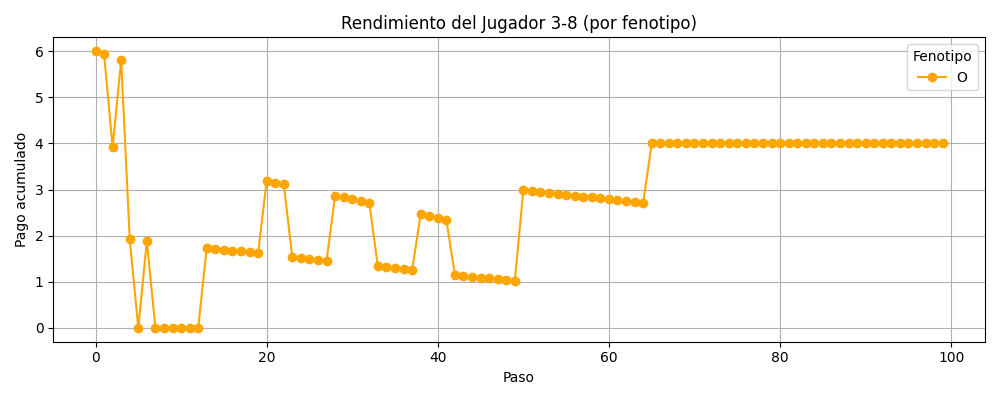 Rendimiento del Jugador 3-8 (por fenotipo)
Pago acumulado
6
5
4
3
2
1
0
Fenotipo
O
0 20 40 60 80 100
Paso